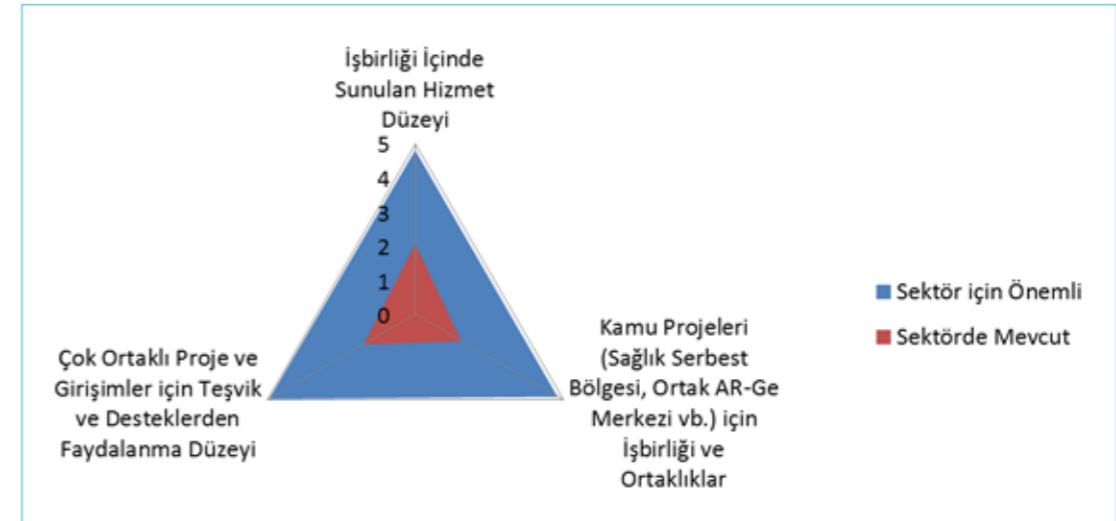 İşbirliği İçinde
Sunulan Hizmet
Düzeyi
5
4
3
2
1
0
Sektör için Önemli
Sektörde Mevcut
Kamu Projeleri
(Sağlık Serbest
Bölgesi, Ortak AR-Ge
Merkezi vb.) için
İşbirliği ve
Ortaklıklar
Çok Ortaklı Proje ve
Girişimler için Teşvik
ve Desteklerden
Faydalanma Düzeyi